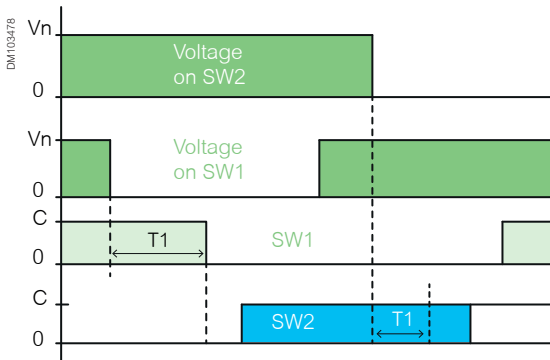 DM103478
Vn
Voltage
on SW2
0
Vn
Voltage
on SW1
0
C
T1
SW1
0
C
SW2
T1
0